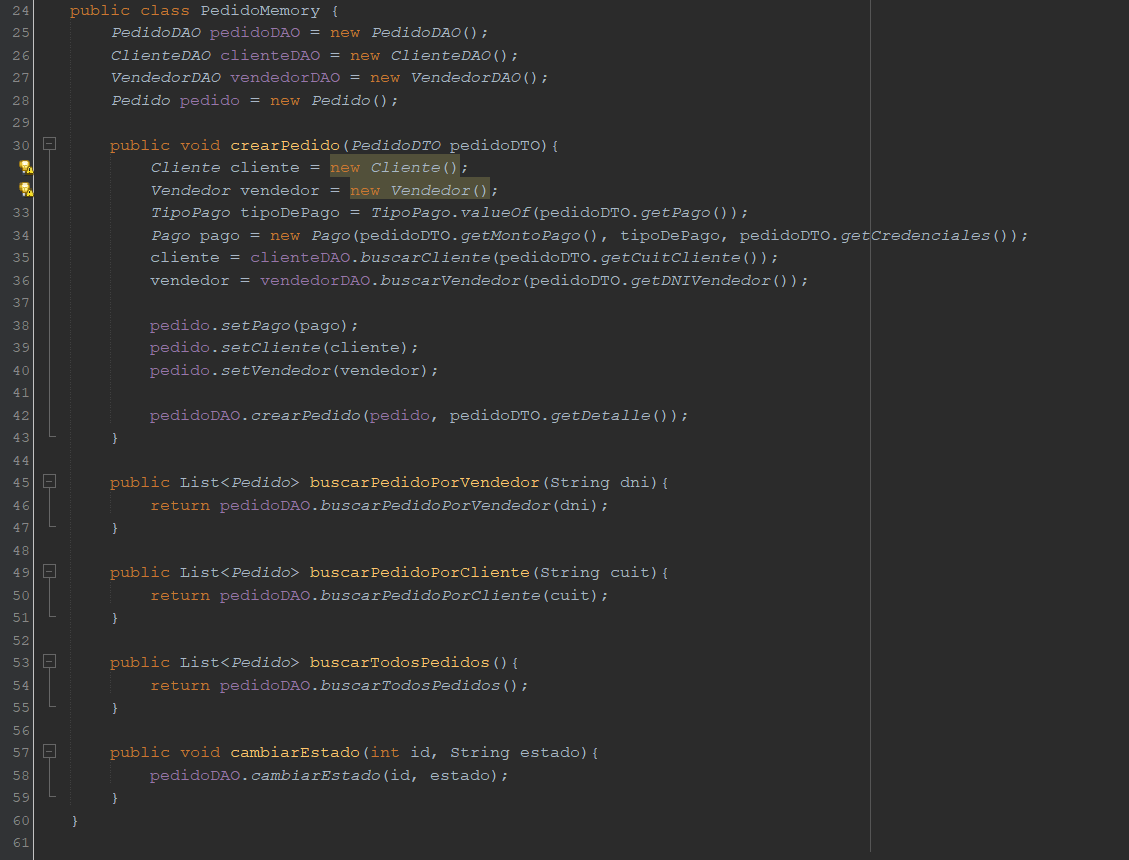 24 public class PedidoMemory {
25 PedidoDAO pedidoDAO = new PedidoDAO();
26 ClienteDAO clienteDAO = new ClienteDAO();
27 VendedorDAO vendedorDAO = new VendedorDAO();
28 Pedido pedido = new Pedido();
29
30 public void crearPedido(PedidoDTO pedidoDTO){
Cliente cliente = new Cliente();
Vendedor vendedor = new Vendedor();
33 TipoPago tipoDePago = TipoPago.valueOf(pedidoDTO.getPago());
34 Pago pago = new Pago(pedidoDTO.getMontoPago(), tipoDePago, pedidoDTO.getCredenciales());
35 cliente = clienteDAO.buscarCliente(pedidoDTO.getCuitCliente());
36 vendedor = vendedorDAO.buscarVendedor(pedidoDTO.getDNIVendedor());
37
38 pedido.setPago(pago);
39 pedido.setCliente(cliente);
40 pedido.setVendedor(vendedor);
41
42 pedidoDAO.crearPedido(pedido, pedidoDTO.getDetalle());
43 }
44
45 public List<Pedido> buscarPedidoPorVendedor(String dni){
46 return pedidoDAO.buscarPedidoPorVendedor(dni);
47 }
48
49 public List<Pedido> buscarPedidoPorCliente(String cuit){
50 return pedidoDAO.buscarPedidoPorCliente(cuit);
51 }
52
53 public List<Pedido> buscarTodosPedidos(){
54 return pedidoDAO.buscarTodosPedidos();
55 }
56
57 public void cambiarEstado(int id, String estado){
58 pedidoDAO.cambiarEstado(id, estado);
59 }
60 }
61